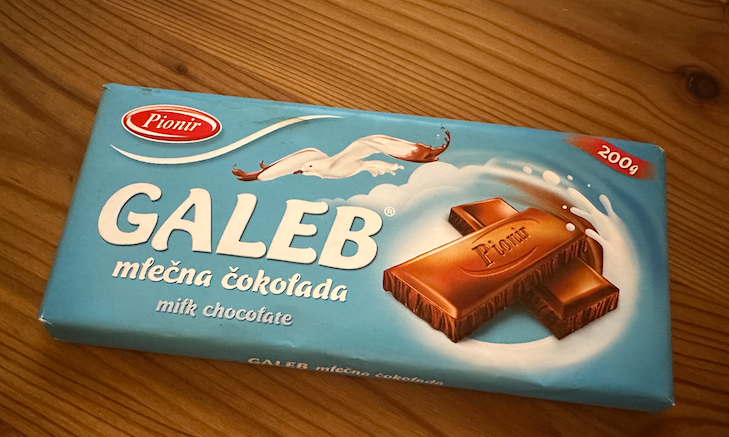 Pionir
200g
GALEB®
mlečna čokolada
milk chocolate
Pionir
GALEB mlečna čokolada